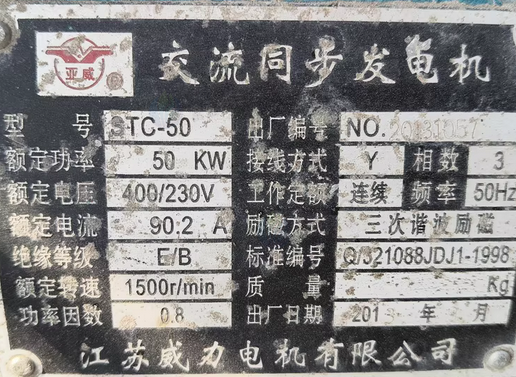 亚威
交流同步发电机
型号 STC-50 出厂编号 NO.
额定功率 50 KW 接线方式 Y 相数 3
额定电压 400/230V 工作定额 连续 频率 50Hz
额定电流 90.2 A 励磁方式 三次谐波励磁
绝缘等级 E/B 标准编号 Q/321088JDJ1-1998
额定转速 1500r/min 质量 Kg
功率因数 0.8 出厂日期 201 年 月
江苏威力电机有限公司